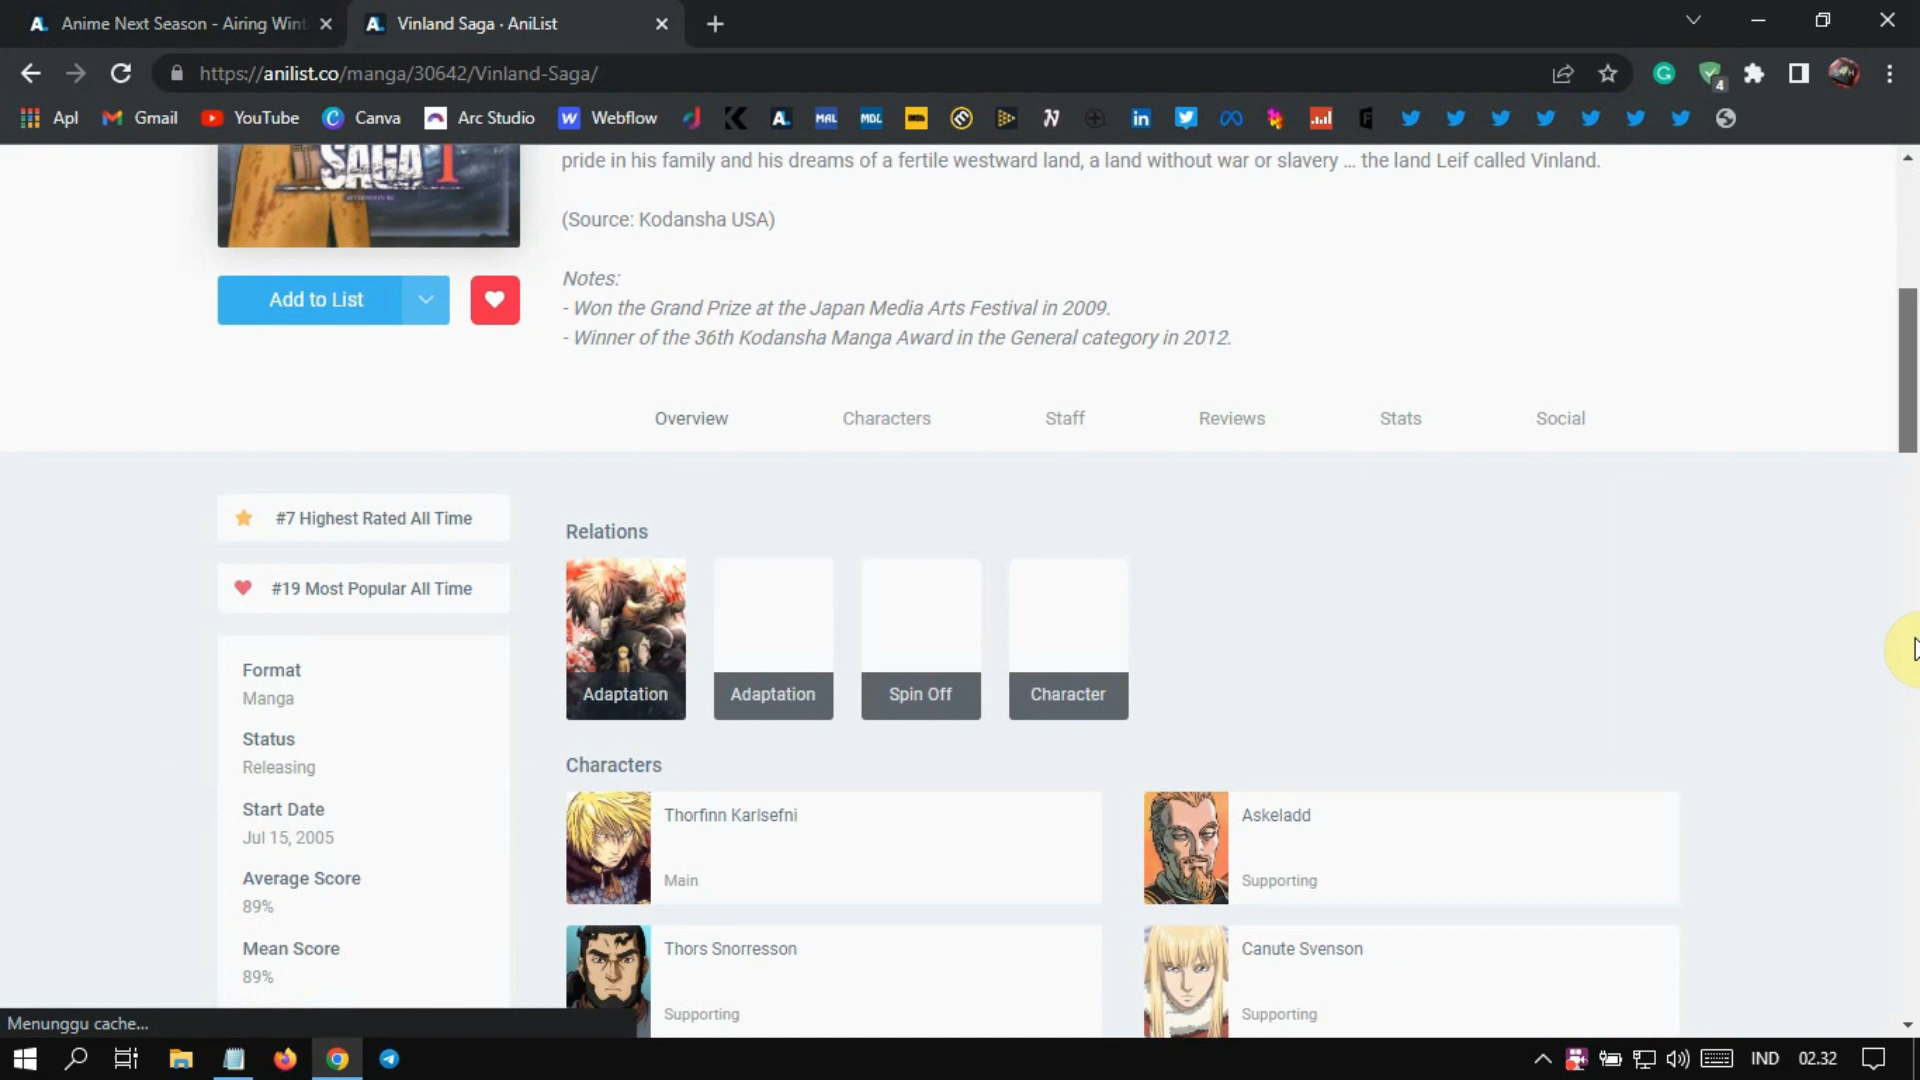 Anime Next Season - Airing Wint
Vinland Saga · AniList
https://anilist.co/manga/30642/Vinland-Saga/
4
Apl
Gmail
YouTube
Canva
Arc Studio
Webflow
MAL
MDL
SAGA 1
pride in his family and his dreams of a fertile westward land, a land without war or slavery ... the land Leif called Vinland.
(Source: Kodansha USA)
Add to List
Notes:
- Won the Grand Prize at the Japan Media Arts Festival in 2009.
- Winner of the 36th Kodansha Manga Award in the General category in 2012.
Overview
Characters
Staff
Reviews
Stats
Social
#7 Highest Rated All Time
#19 Most Popular All Time
Format
Manga
Status
Releasing
Start Date
Jul 15, 2005
Average Score
89%
Mean Score
89%
Relations
Adaptation
Adaptation
Spin Off
Character
Characters
Thorfinn Karlsefni
Main
Askeladd
Supporting
Thors Snorresson
Supporting
Canute Svenson
Supporting
Menunggu cache...
IND
02.32